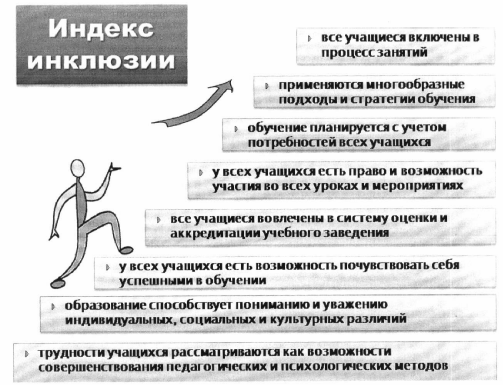 Индекс
инклюзии
все учащиеся включены в
процесс занятий
применяются многообразные
подходы и стратегии обучения
обучение планируется с учетом
потребностей всех учащихся
у всех учащихся есть право и возможность
участия во всех уроках и мероприятиях
все учащиеся вовлечены в систему оценки и
аккредитации учебного заведения
у всех учащихся есть возможность почувствовать себя
успешными в обучении
образование способствует пониманию и уважению
индивидуальных, социальных и культурных различий
трудности учащихся рассматриваются как возможности
совершенствования педагогических и психологических методов